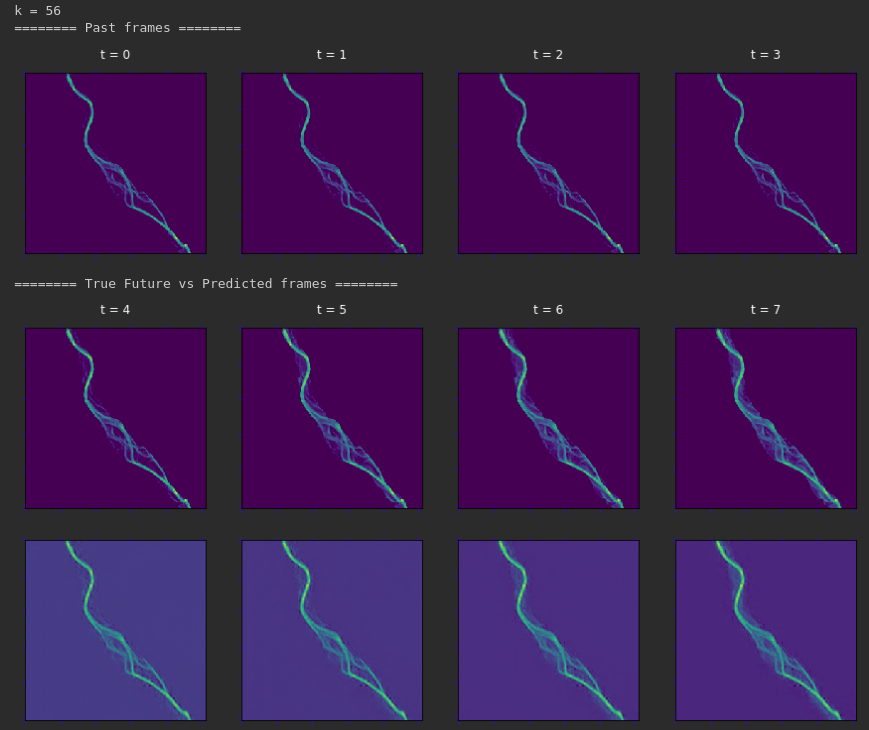 k = 56
======== Past frames ========
t = 0 t = 1 t = 2 t = 3
======== True Future vs Predicted frames ========
t = 4 t = 5 t = 6 t = 7